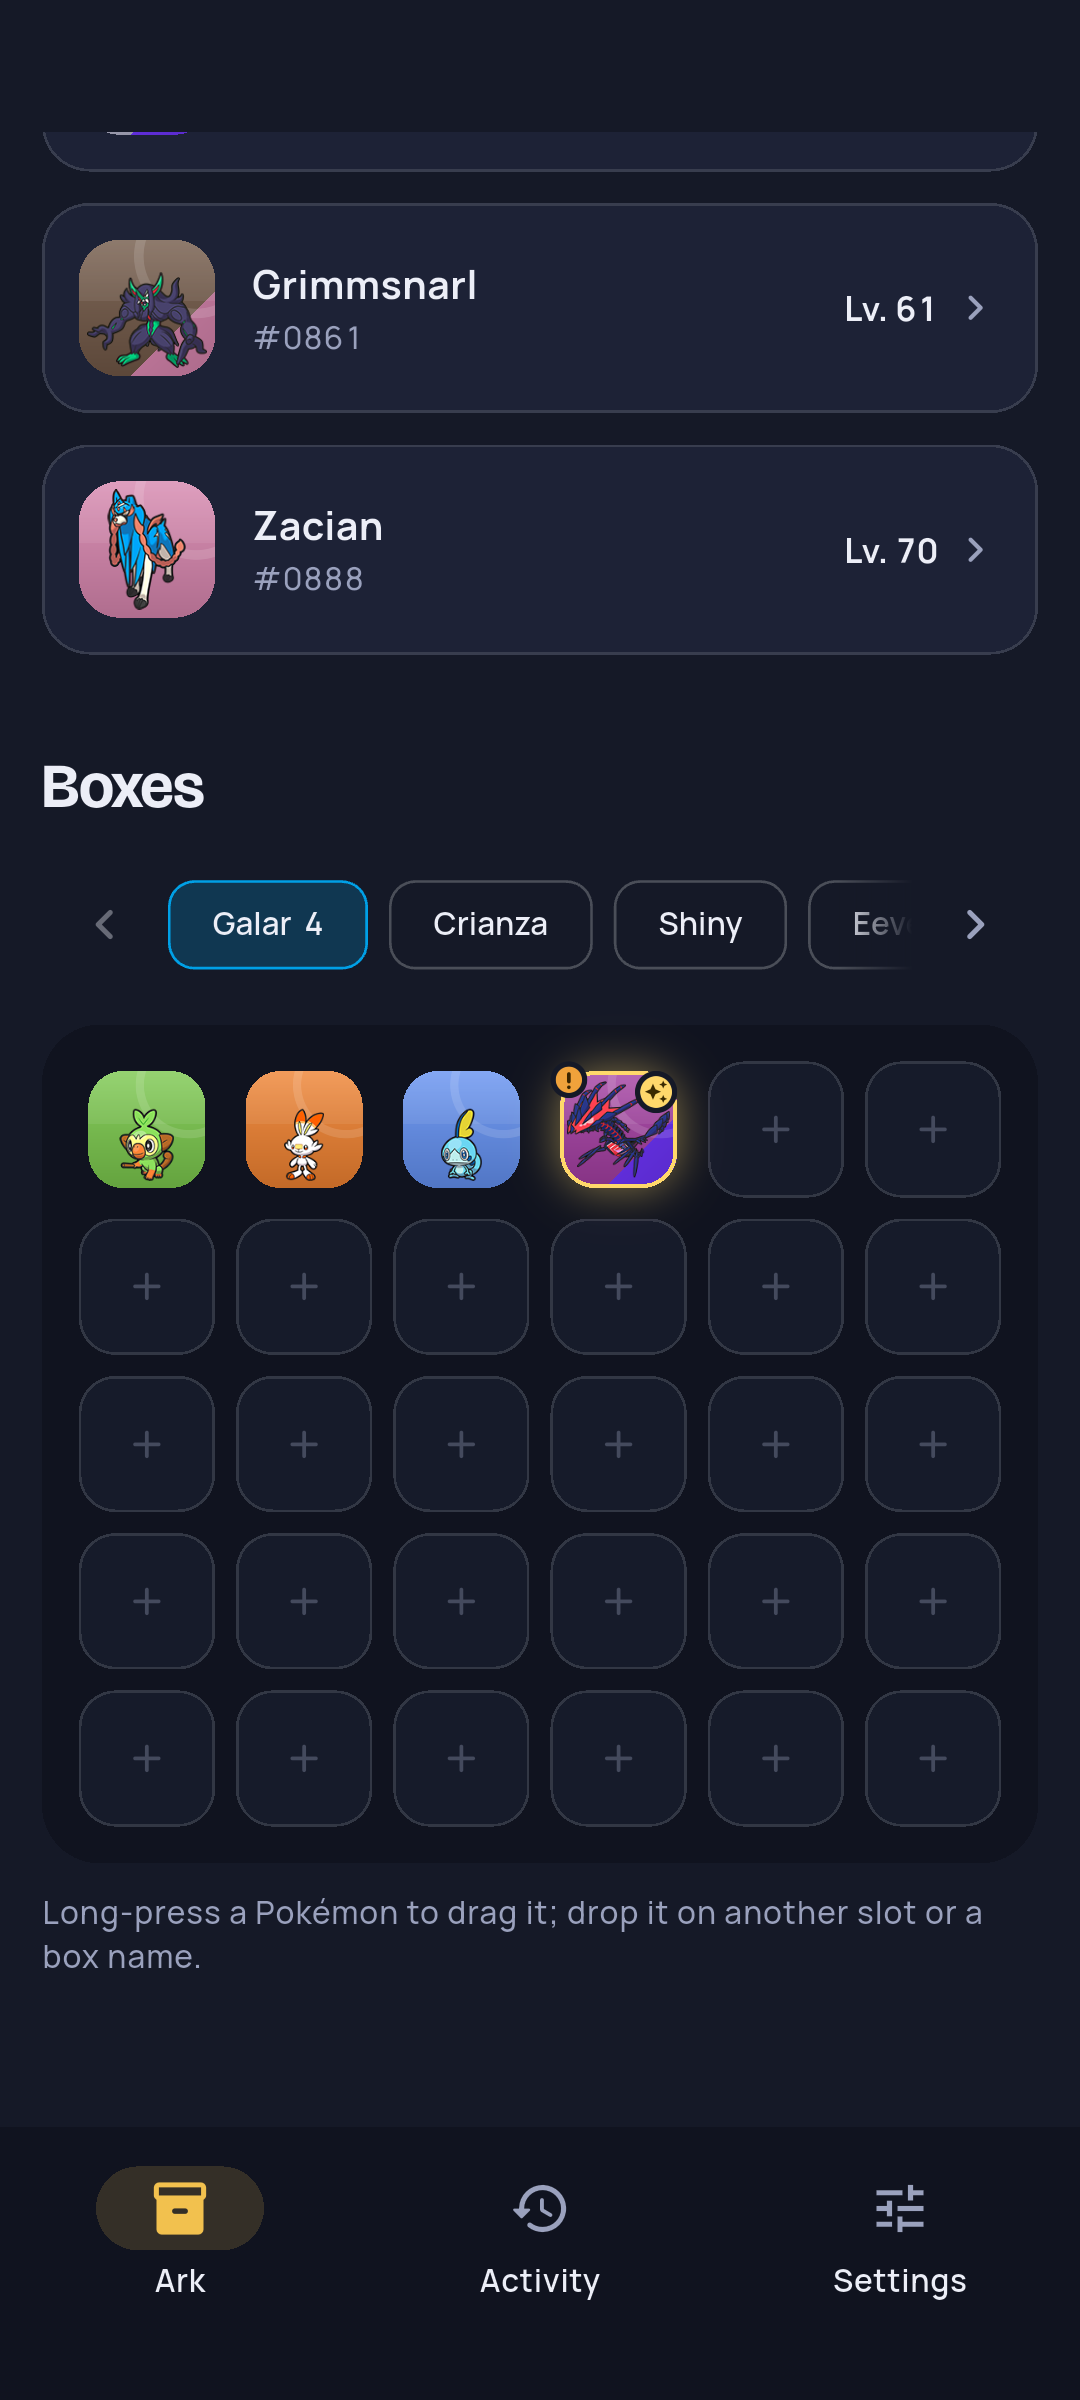 Grimmsnarl
#0861
Lv. 61
Zacian
#0888
Lv. 70
Boxes
Galar 4
Crianza
Shiny
Long-press a Pokémon to drag it; drop it on another slot or a
box name.
Ark
Activity
Settings